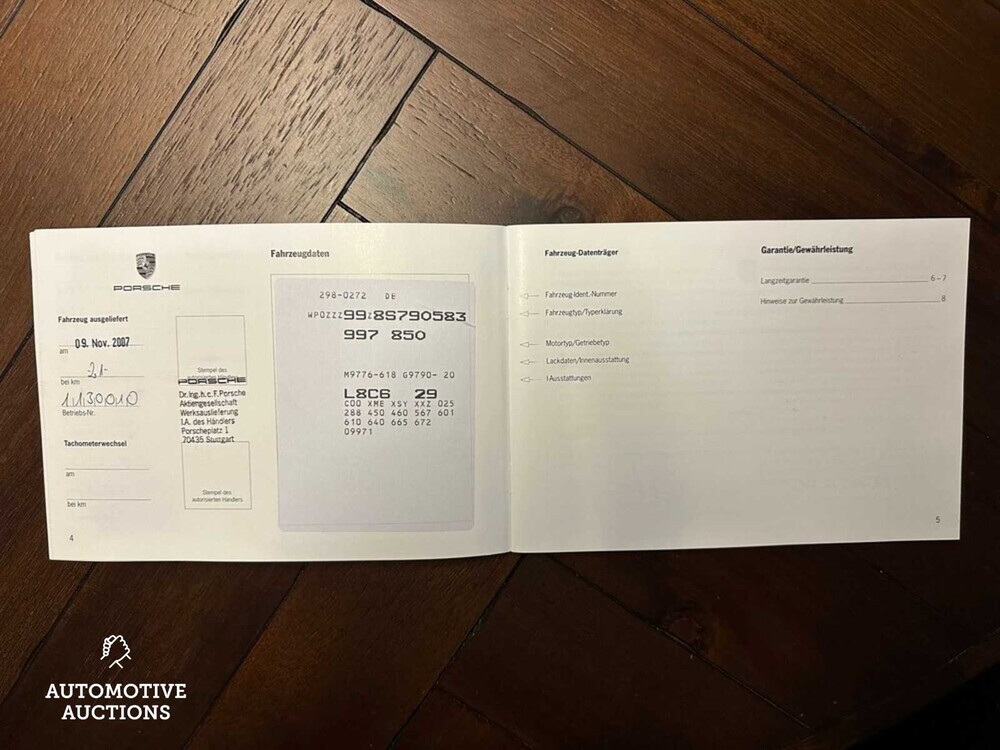 PORSCHE
Fahrzeug ausgeliefert
09. Nov. 2007
am
21-
bei km
1130010
Betriebs-Nr.
Tachometerwechsel
am
bei km
4
Stempel des
autorisierten Händlers
PORSCHE
Dr.Ing.h.c.F.Porsche
Aktiengesellschaft
Werksauslieferung
I.A. des Händlers
Porscheplatz 1
70435 Stuttgart
Stempel des
autorisierten Händlers
Fahrzeugdaten
298-0272 DE
WPOZZZ99Z8S790583
997 850
M9776-618 G9790- 20
L8C6 29
C00 XME XSY XXZ 025
288 450 460 567 601
610 640 665 672
09971
Fahrzeug-Datenträger
Fahrzeug-Ident.-Nummer
Fahrzeugtyp/Typerklärung
Motortyp/Getriebetyp
Lackdaten/Innenausstattung
I-Ausstattungen
Garantie/Gewährleistung
Langzeitgarantie 6 – 7
Hinweise zur Gewährleistung 8
5
AUTOMOTIVE
AUCTIONS